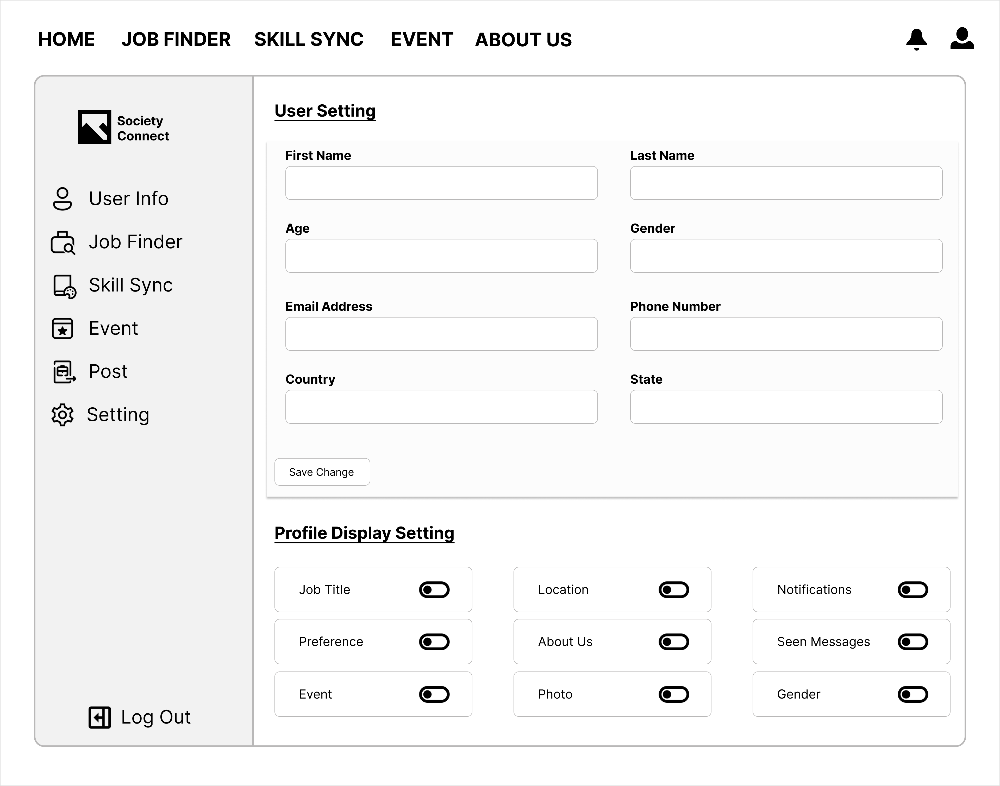 HOME JOB FINDER SKILL SYNC EVENT ABOUT US
Society
Connect
User Info
Job Finder
Skill Sync
Event
Post
Setting
Log Out
User Setting
First Name Last Name
Age Gender
Email Address Phone Number
Country State
Save Change
Profile Display Setting
Job Title Location Notifications
Preference About Us Seen Messages
Event Photo Gender